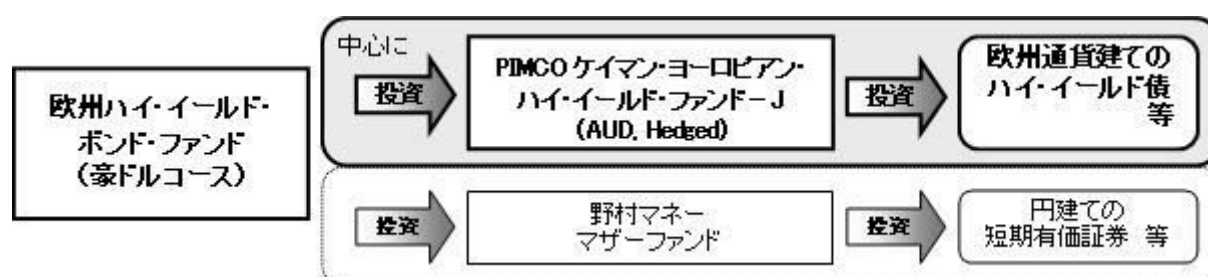 欧州ハイ・イールド・
ボンド・ファンド
（豪ドルコース）
中心に
投資
PIMCO ケイマン・ヨーロピアン・
ハイ・イールド・ファンド－J
(AUD, Hedged)
投資
欧州通貨建ての
ハイ・イールド債
等
投資
野村マネー
マザーファンド
投資
円建ての
短期有価証券 等